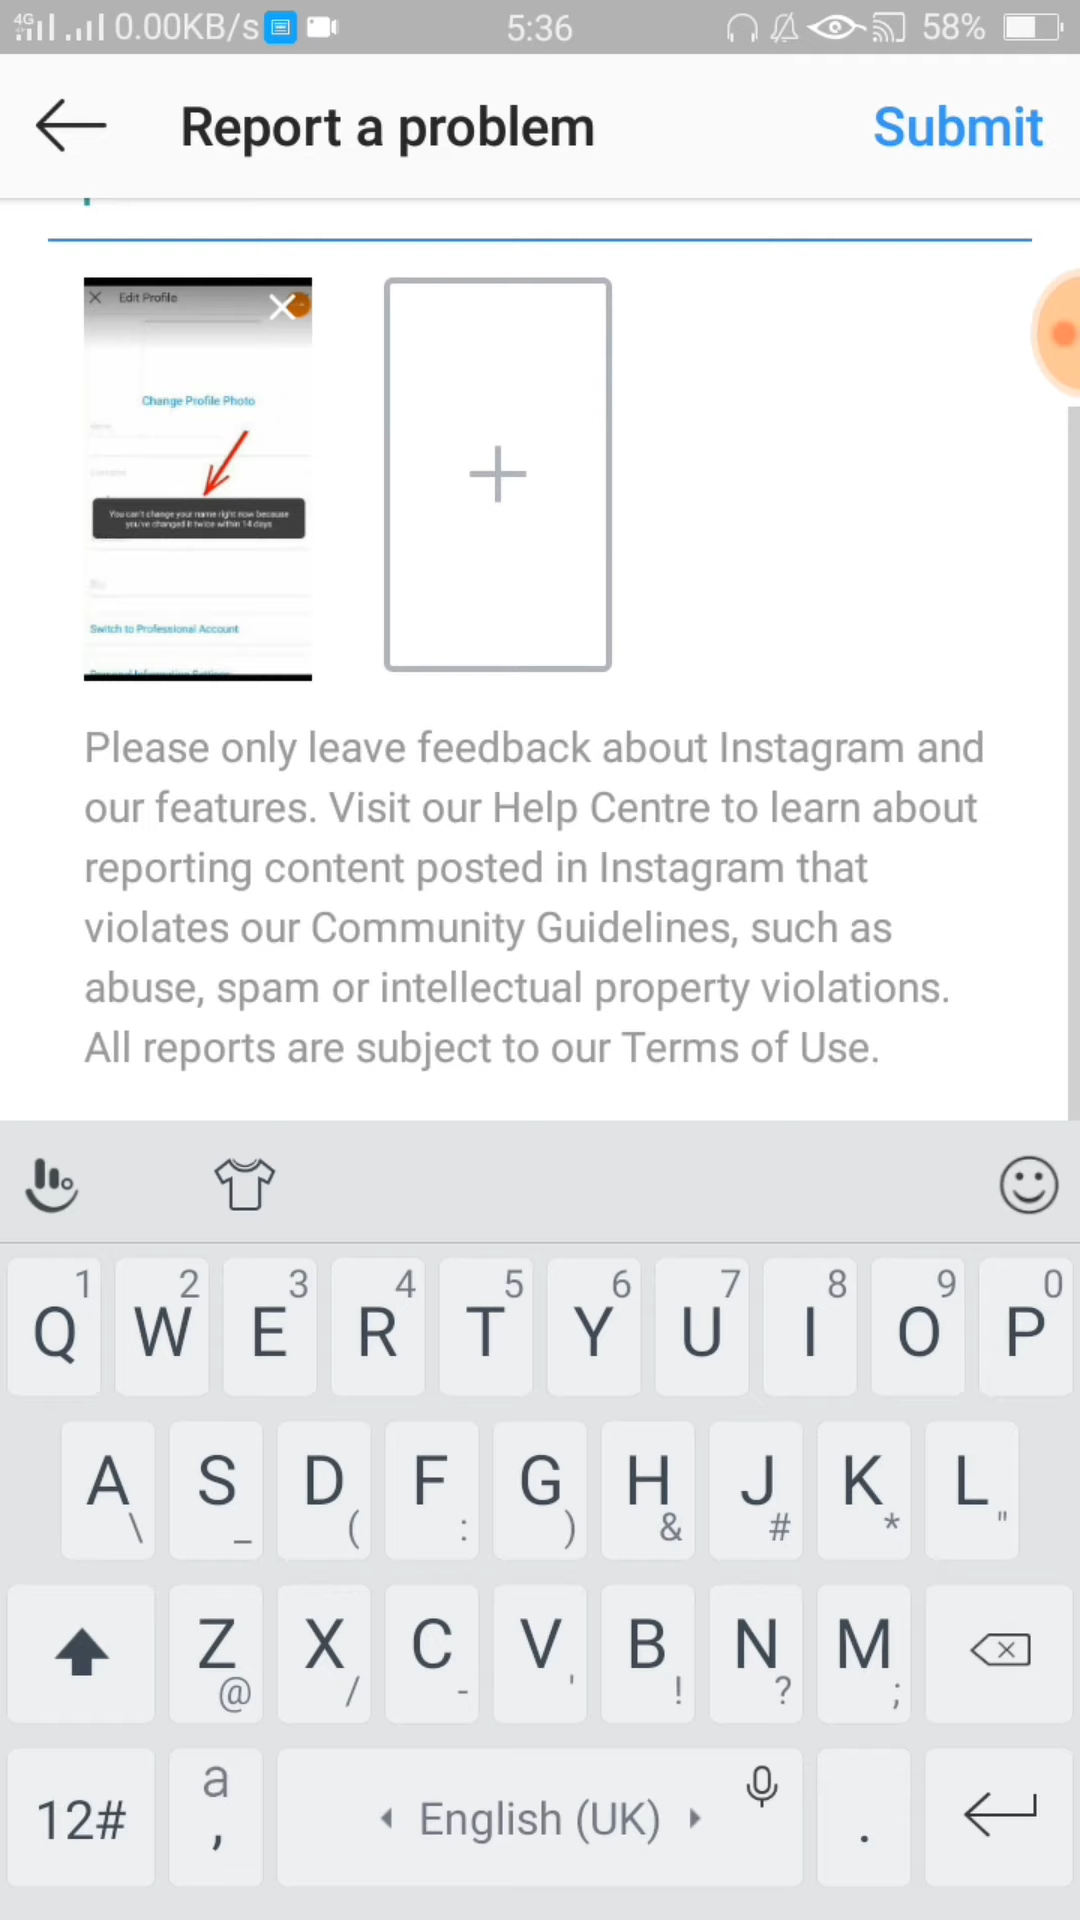 4G 0.00KB/s 5:36 58%
Report a problem Submit
Edit Profile
Change Profile Photo
You can't change your name right now because
you've changed it twice within 14 days
Switch to Professional Account
Please only leave feedback about Instagram and
our features. Visit our Help Centre to learn about
reporting content posted in Instagram that
violates our Community Guidelines, such as
abuse, spam or intellectual property violations.
All reports are subject to our Terms of Use.
1 2 3 4 5 6 7 8 9 0
Q W E R T Y U I O P
A S D F G H J K L
\ _ ( : ) & # * "
Z X C V B N M
@ / - ' ! ? ;
12# a , English (UK) .